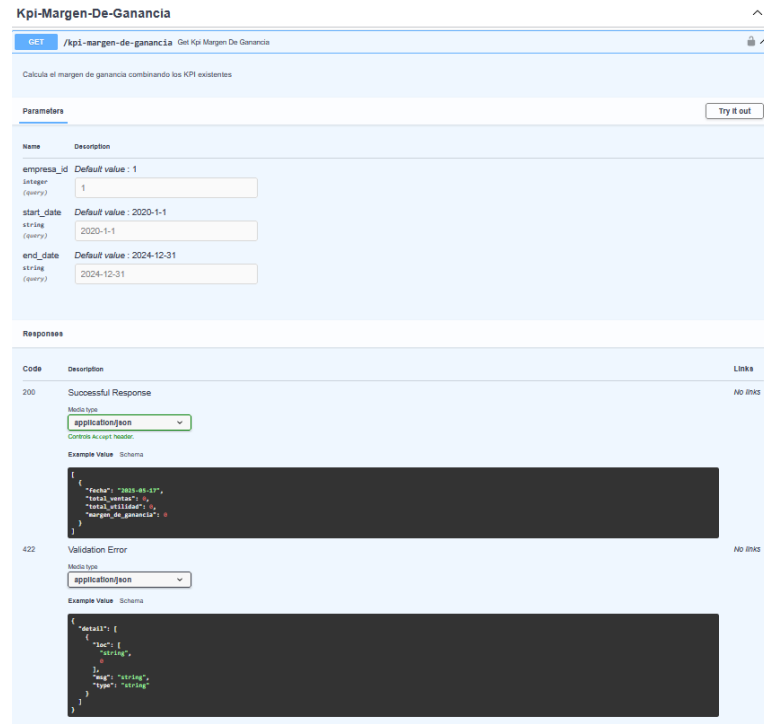 Kpi-Margen-De-Ganancia
GET /kpi-margen-de-ganancia Get Kpi Margen De Ganancia
Calcula el margen de ganancia combinando los KPI existentes
Parameters
Try it out
Name Description
empresa_id Default value : 1
integer
(query)
1
start_date Default value : 2020-1-1
string
(query)
2020-1-1
end_date Default value : 2024-12-31
string
(query)
2024-12-31
Responses
Code Description Links
200 Successful Response No links
Media type
application/json
Controls Accept header.
Example Value Schema
[
{
"fecha": "2025-05-17",
"total_ventas": 0,
"total_utilidad": 0,
"margen_de_ganancia": 0
}
]
422 Validation Error No links
Media type
application/json
Example Value Schema
{
"detail": [
{
"loc": [
"string",
0
],
"msg": "string",
"type": "string"
}
]
}